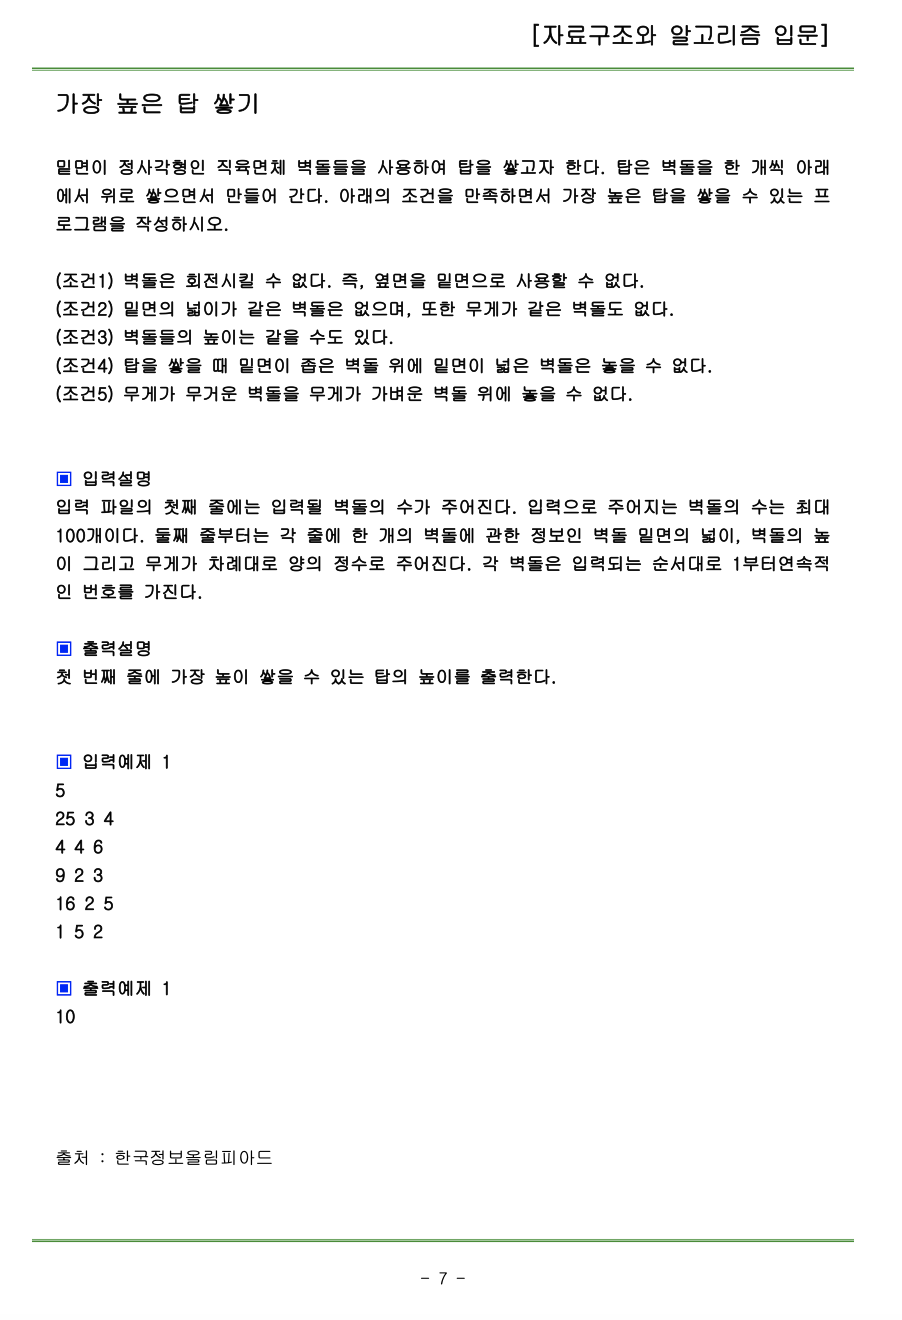 [자료구조와 알고리즘 입문]
가장 높은 탑 쌓기
밑면이 정사각형인 직육면체 벽돌들을 사용하여 탑을 쌓고자 한다. 탑은 벽돌을 한 개씩 아래
에서 위로 쌓으면서 만들어 간다. 아래의 조건을 만족하면서 가장 높은 탑을 쌓을 수 있는 프
로그램을 작성하시오.
(조건1) 벽돌은 회전시킬 수 없다. 즉, 옆면을 밑면으로 사용할 수 없다.
(조건2) 밑면의 넓이가 같은 벽돌은 없으며, 또한 무게가 같은 벽돌도 없다.
(조건3) 벽돌들의 높이는 같을 수도 있다.
(조건4) 탑을 쌓을 때 밑면이 좁은 벽돌 위에 밑면이 넓은 벽돌은 놓을 수 없다.
(조건5) 무게가 무거운 벽돌을 무게가 가벼운 벽돌 위에 놓을 수 없다.
▣ 입력설명
입력 파일의 첫째 줄에는 입력될 벽돌의 수가 주어진다. 입력으로 주어지는 벽돌의 수는 최대
100개이다. 둘째 줄부터는 각 줄에 한 개의 벽돌에 관한 정보인 벽돌 밑면의 넓이, 벽돌의 높
이 그리고 무게가 차례대로 양의 정수로 주어진다. 각 벽돌은 입력되는 순서대로 1부터연속적
인 번호를 가진다.
▣ 출력설명
첫 번째 줄에 가장 높이 쌓을 수 있는 탑의 높이를 출력한다.
▣ 입력예제 1
5
25 3 4
4 4 6
9 2 3
16 2 5
1 5 2
▣ 출력예제 1
10
출처 : 한국정보올림피아드
- 7 -